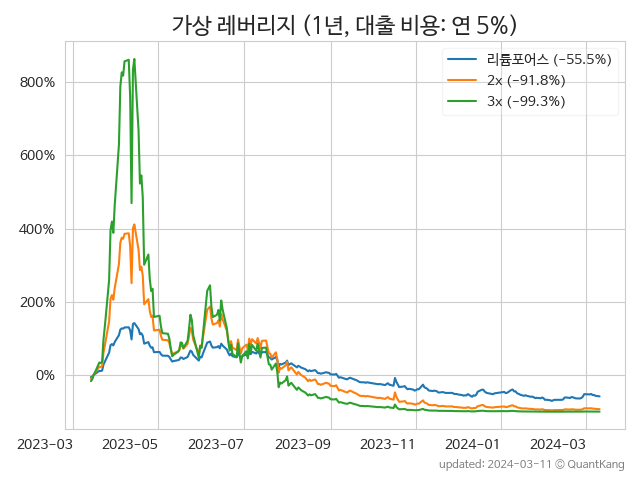 가상 레버리지 (1년, 대출 비용: 연 5%)
리튬포어스 (-55.5%)
2x (-91.8%)
3x (-99.3%)
800%
600%
400%
200%
0%
2023-03 2023-05 2023-07 2023-09 2023-11 2024-01 2024-03
updated: 2024-03-11 © QuantKang